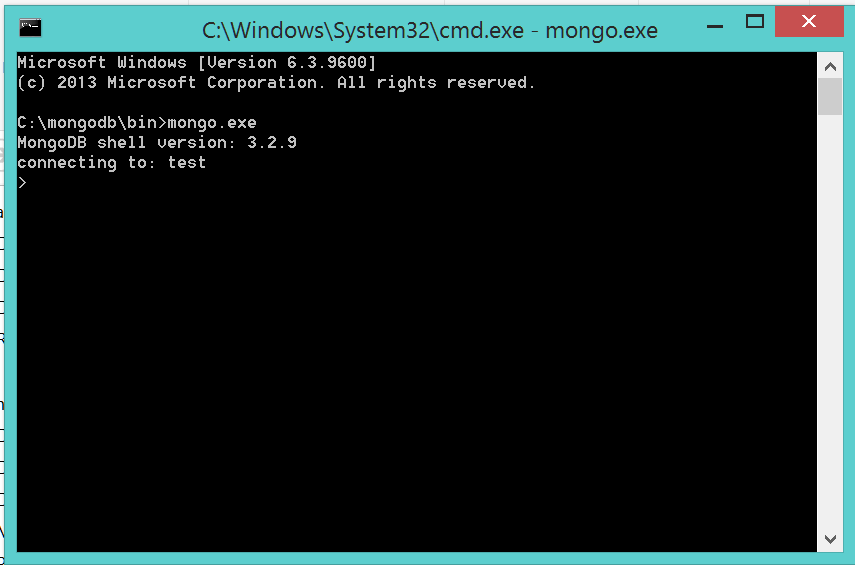 C:\Windows\System32\cmd.exe - mongo.exe
Microsoft Windows [Version 6.3.9600]
(c) 2013 Microsoft Corporation. All rights reserved.
C:\mongodb\bin>mongo.exe
MongoDB shell version: 3.2.9
connecting to: test
>